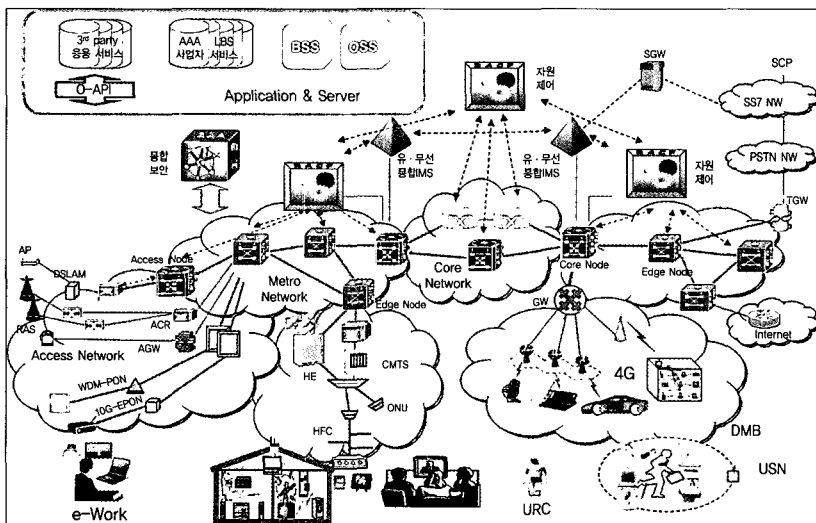 3rd party
응용 서비스
O-API
AAA
사업자
LBS
서비스
BSS
OSS
Application & Server
RACF
자원
제어
SGW
SCP
SS7 NW
PSTN NW
TGW
통합
보안
유·무선
통합IMS
유·무선
통합IMS
RACF
RACF
자원
제어
AP
DSLAM
Access Node
Metro
Network
Core
Network
Core Node
Edge Node
Edge Node
RAS
ACR
AGW
Access Network
GW
Internet
HE
CMTS
ONU
HFC
WDM-PON
10G-EPON
4G
DMB
e-Work
URC
USN